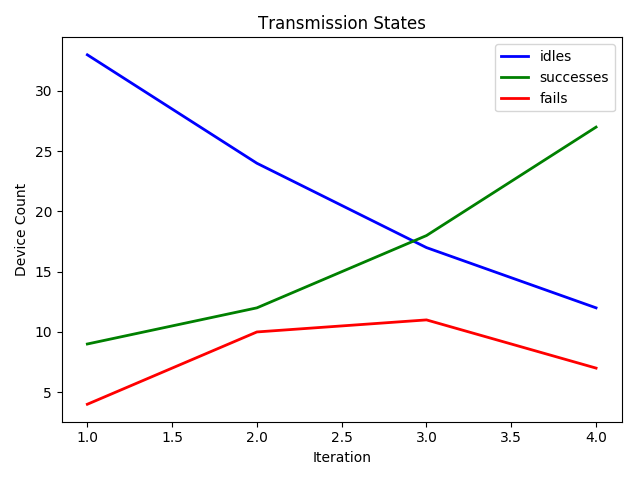 Transmission States
idles
successes
fails
Device Count
30
25
20
15
10
5
1.0 1.5 2.0 2.5 3.0 3.5 4.0
Iteration